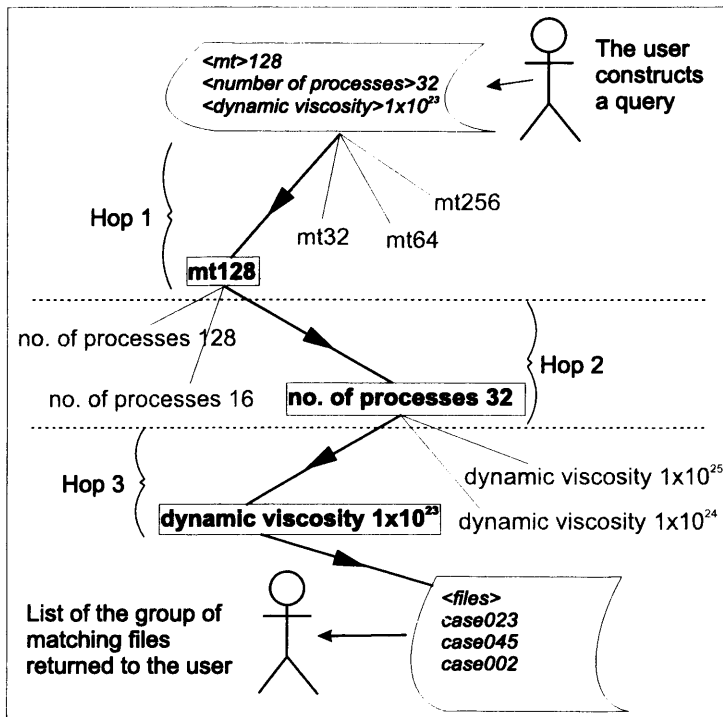 <mt>128
<number of processes>32
<dynamic viscosity>1x10²³
The user
constructs
a query
Hop 1
mt256
mt32
mt64
mt128
no. of processes 128
no. of processes 16
no. of processes 32
Hop 2
Hop 3
dynamic viscosity 1x10²⁵
dynamic viscosity 1x10²⁴
dynamic viscosity 1x10²³
List of the group of
matching files
returned to the user
<files>
case023
case045
case002